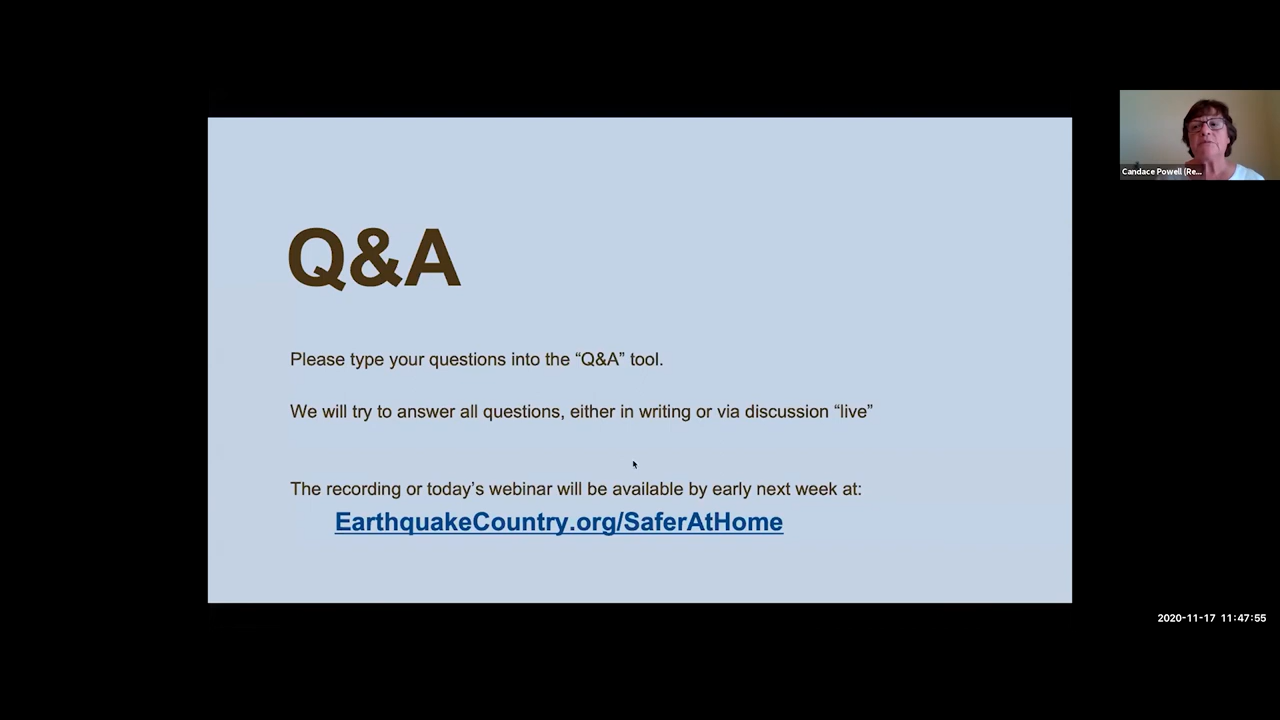 Q&A
Please type your questions into the “Q&A” tool.
We will try to answer all questions, either in writing or via discussion “live”
The recording or today’s webinar will be available by early next week at:
EarthquakeCountry.org/SaferAtHome
Candace Powell (Re...
2020-11-17 11:47:55